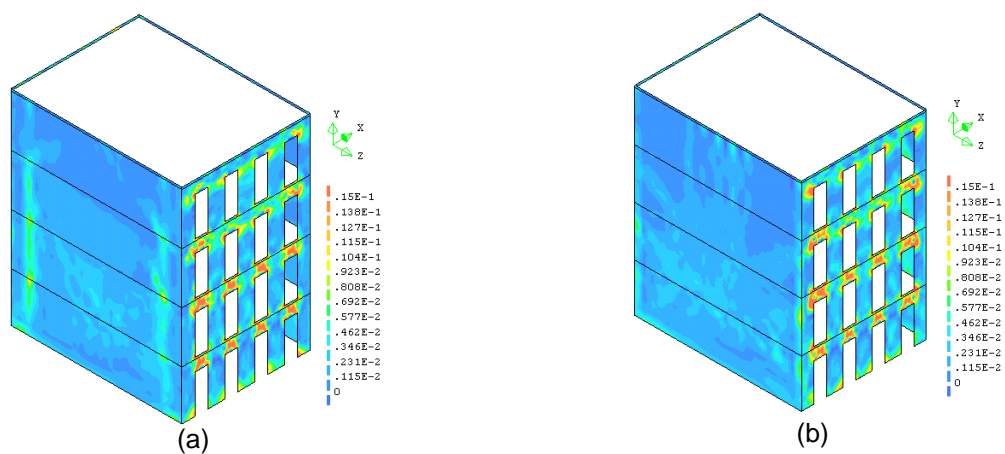 Y
X
Z
.15E-1
.138E-1
.127E-1
.115E-1
.104E-1
.923E-2
.808E-2
.692E-2
.577E-2
.462E-2
.346E-2
.231E-2
.115E-2
0
(a)
Y
X
Z
.15E-1
.138E-1
.127E-1
.115E-1
.104E-1
.923E-2
.808E-2
.692E-2
.577E-2
.462E-2
.346E-2
.231E-2
.115E-2
0
(b)